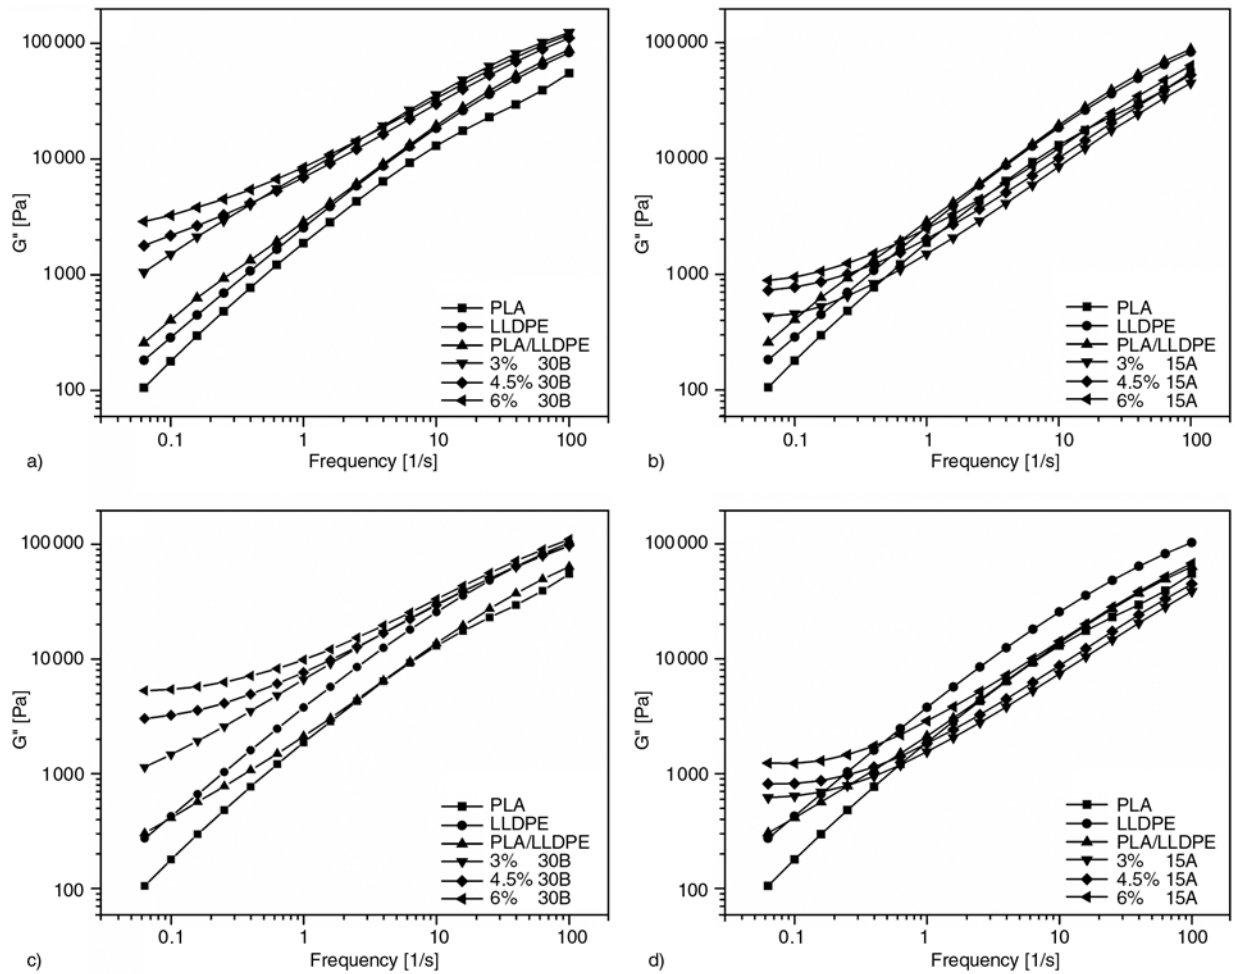 100 000
10 000
1000
100
G" [Pa]
PLA
LLDPE
PLA/LLDPE
3% 30B
4.5% 30B
6% 30B
0.1 1 10 100
a) Frequency [1/s]
100 000
10 000
1000
100
G" [Pa]
PLA
LLDPE
PLA/LLDPE
3% 15A
4.5% 15A
6% 15A
0.1 1 10 100
b) Frequency [1/s]
100 000
10 000
1000
100
G" [Pa]
PLA
LLDPE
PLA/LLDPE
3% 30B
4.5% 30B
6% 30B
0.1 1 10 100
c) Frequency [1/s]
100 000
10 000
1000
100
G" [Pa]
PLA
LLDPE
PLA/LLDPE
3% 15A
4.5% 15A
6% 15A
0.1 1 10 100
d) Frequency [1/s]